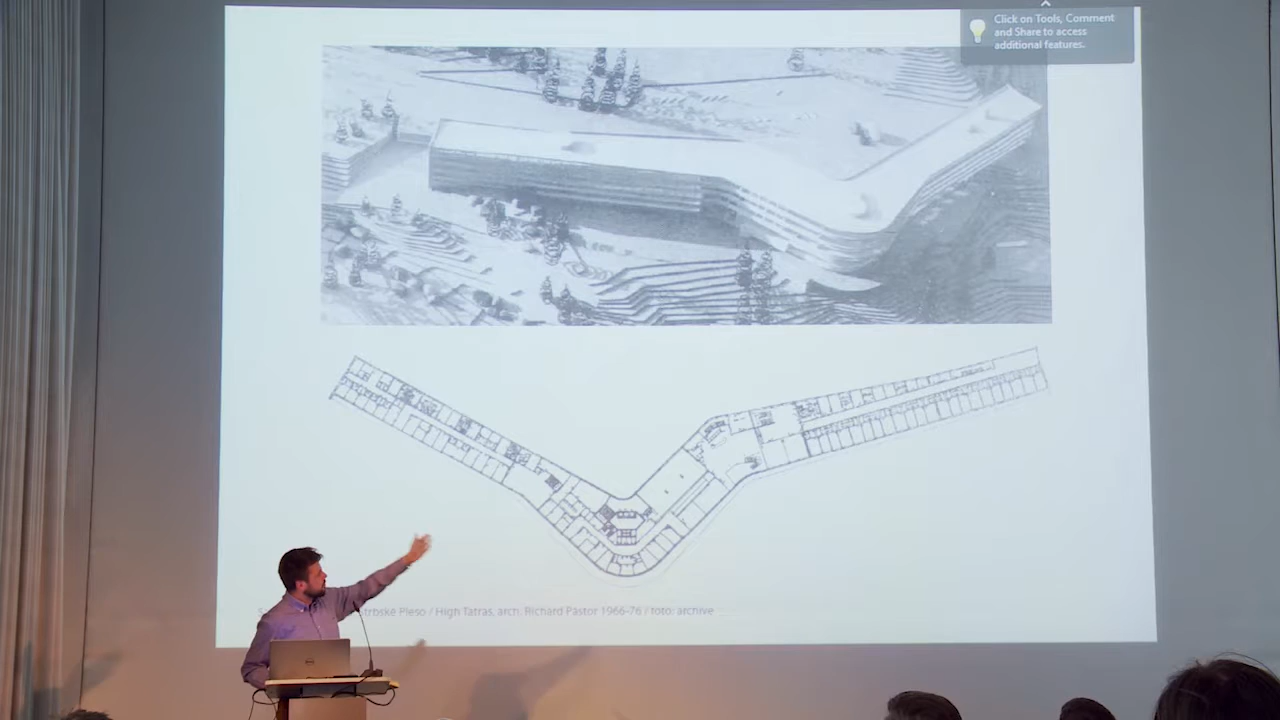 Click on Tools, Comment
and Share to access
additional features.
trbské Pleso / High Tatras, arch. Richard Pastor 1966-76 / foto: archive